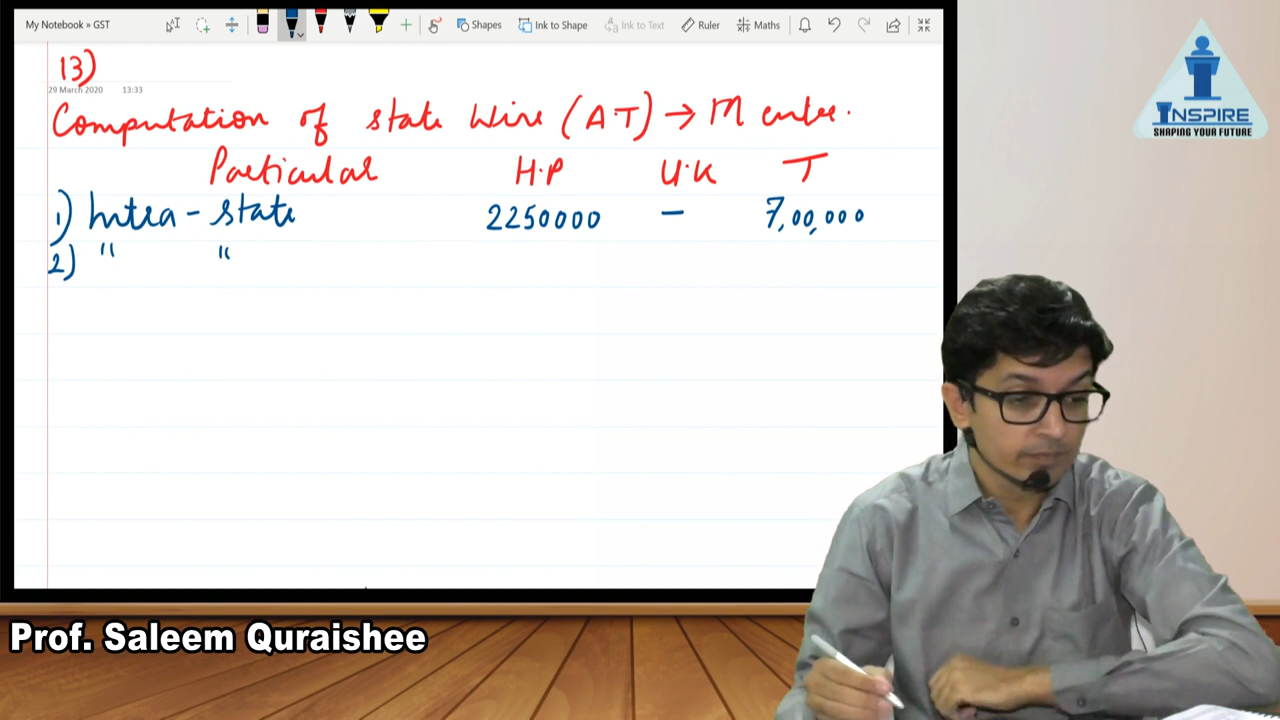 My Notebook » GST
Shapes
Ink to Shape
Ink to Text
Ruler
Maths
13)
29 March 2020 13:33
Computation of state wise (A.T) → M enter.
Particular H.P U.K T
1) Intra - state 2250000 - 7,00,000
2) " "
INSPIRE
SHAPING YOUR FUTURE
Prof. Saleem Quraishee